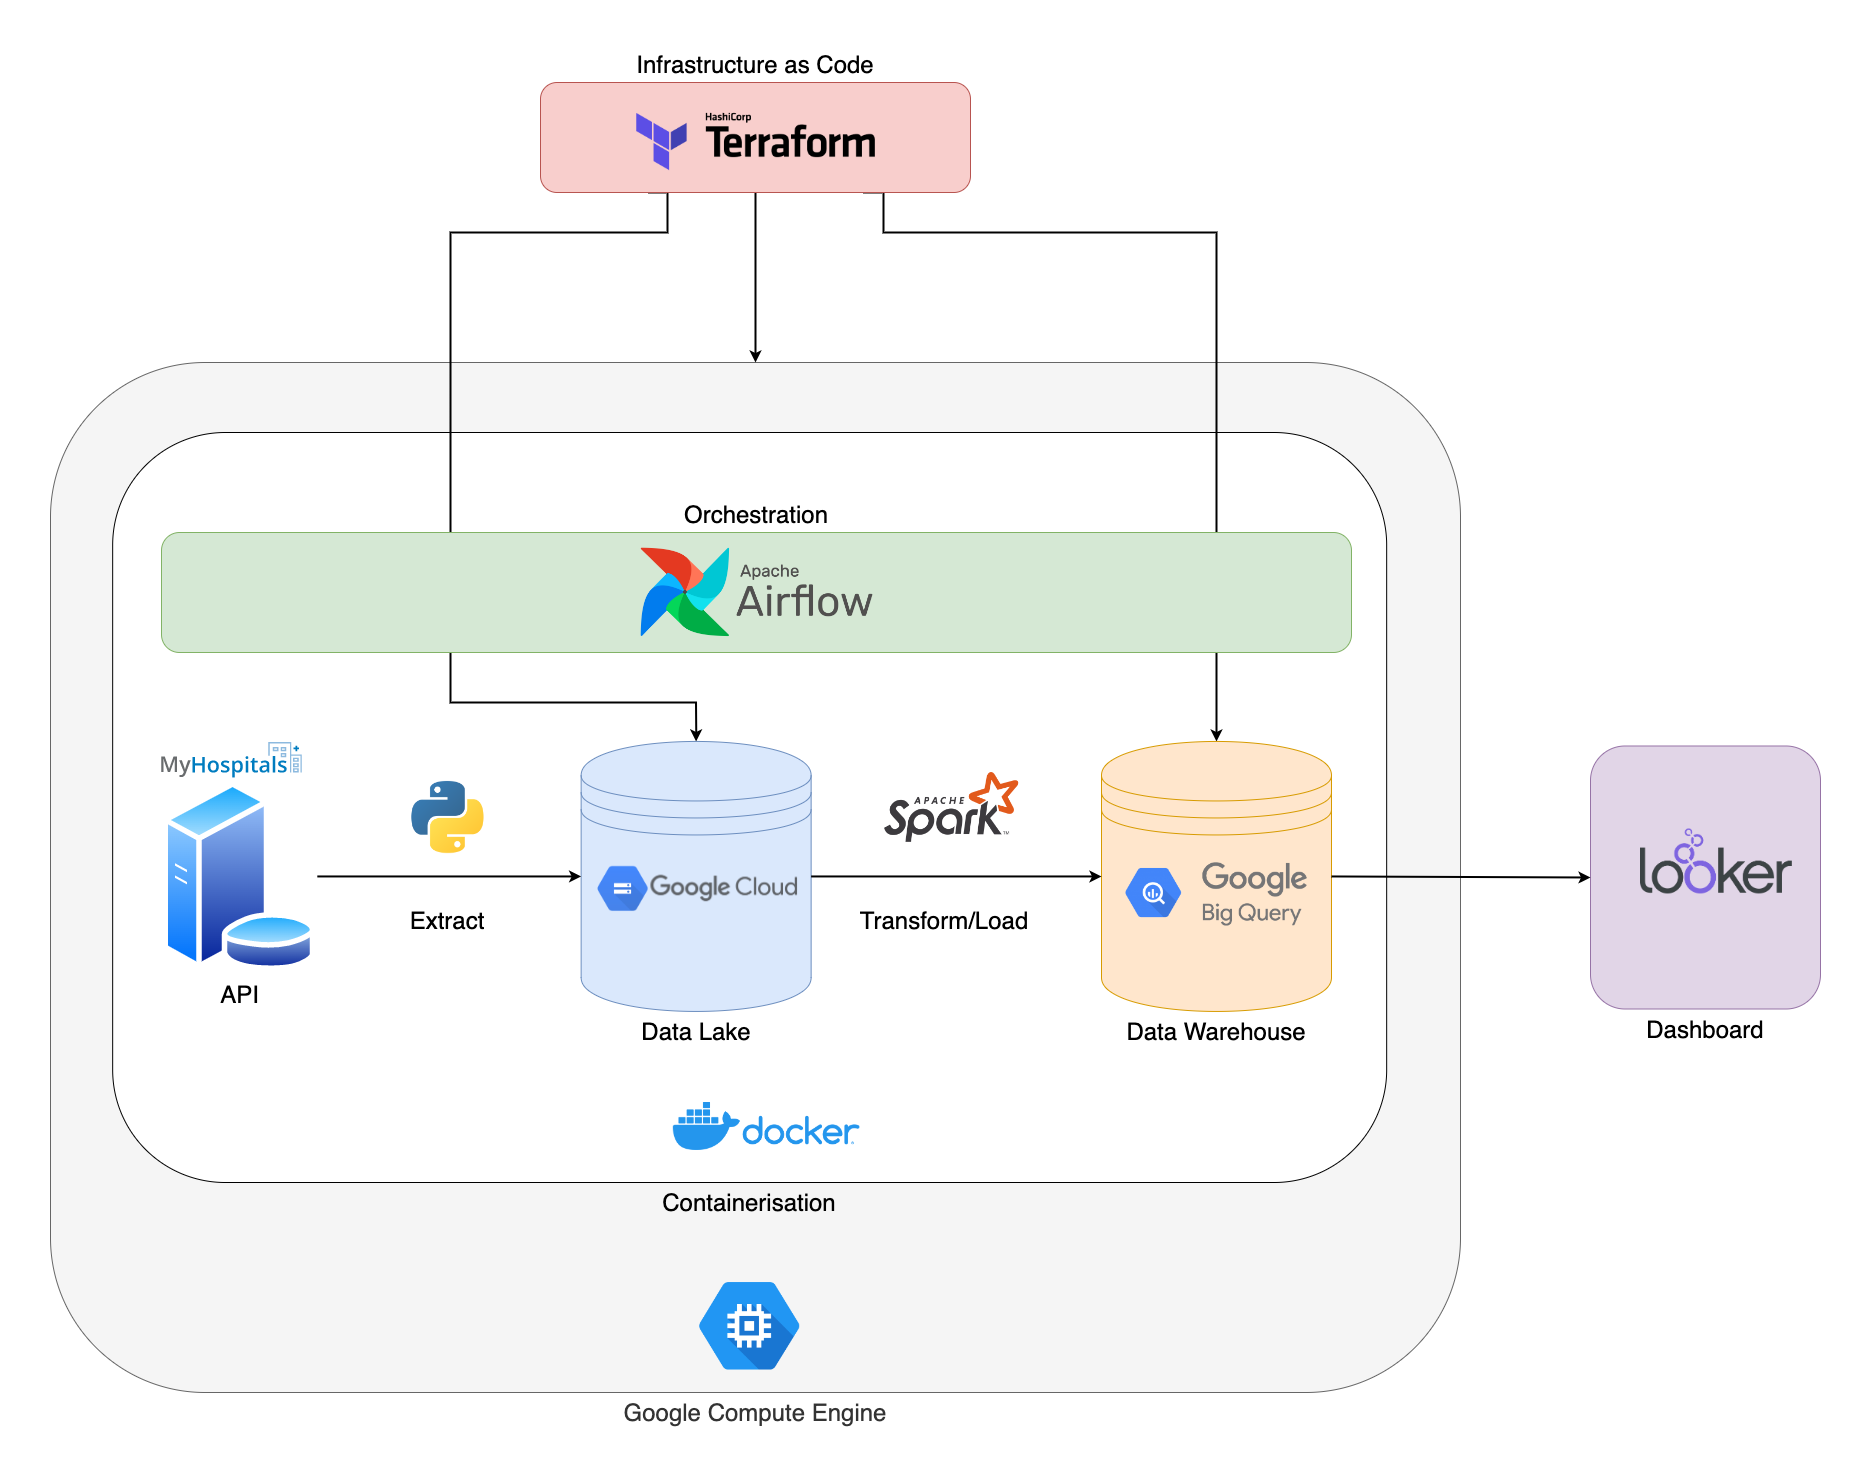 Infrastructure as Code
HashiCorp
Terraform
Orchestration
Apache
Airflow
MyHospitals
API
Extract
Google Cloud
Data Lake
APACHE
Spark™
Transform/Load
Google
Big Query
Data Warehouse
looker
Dashboard
docker
Containerisation
Google Compute Engine